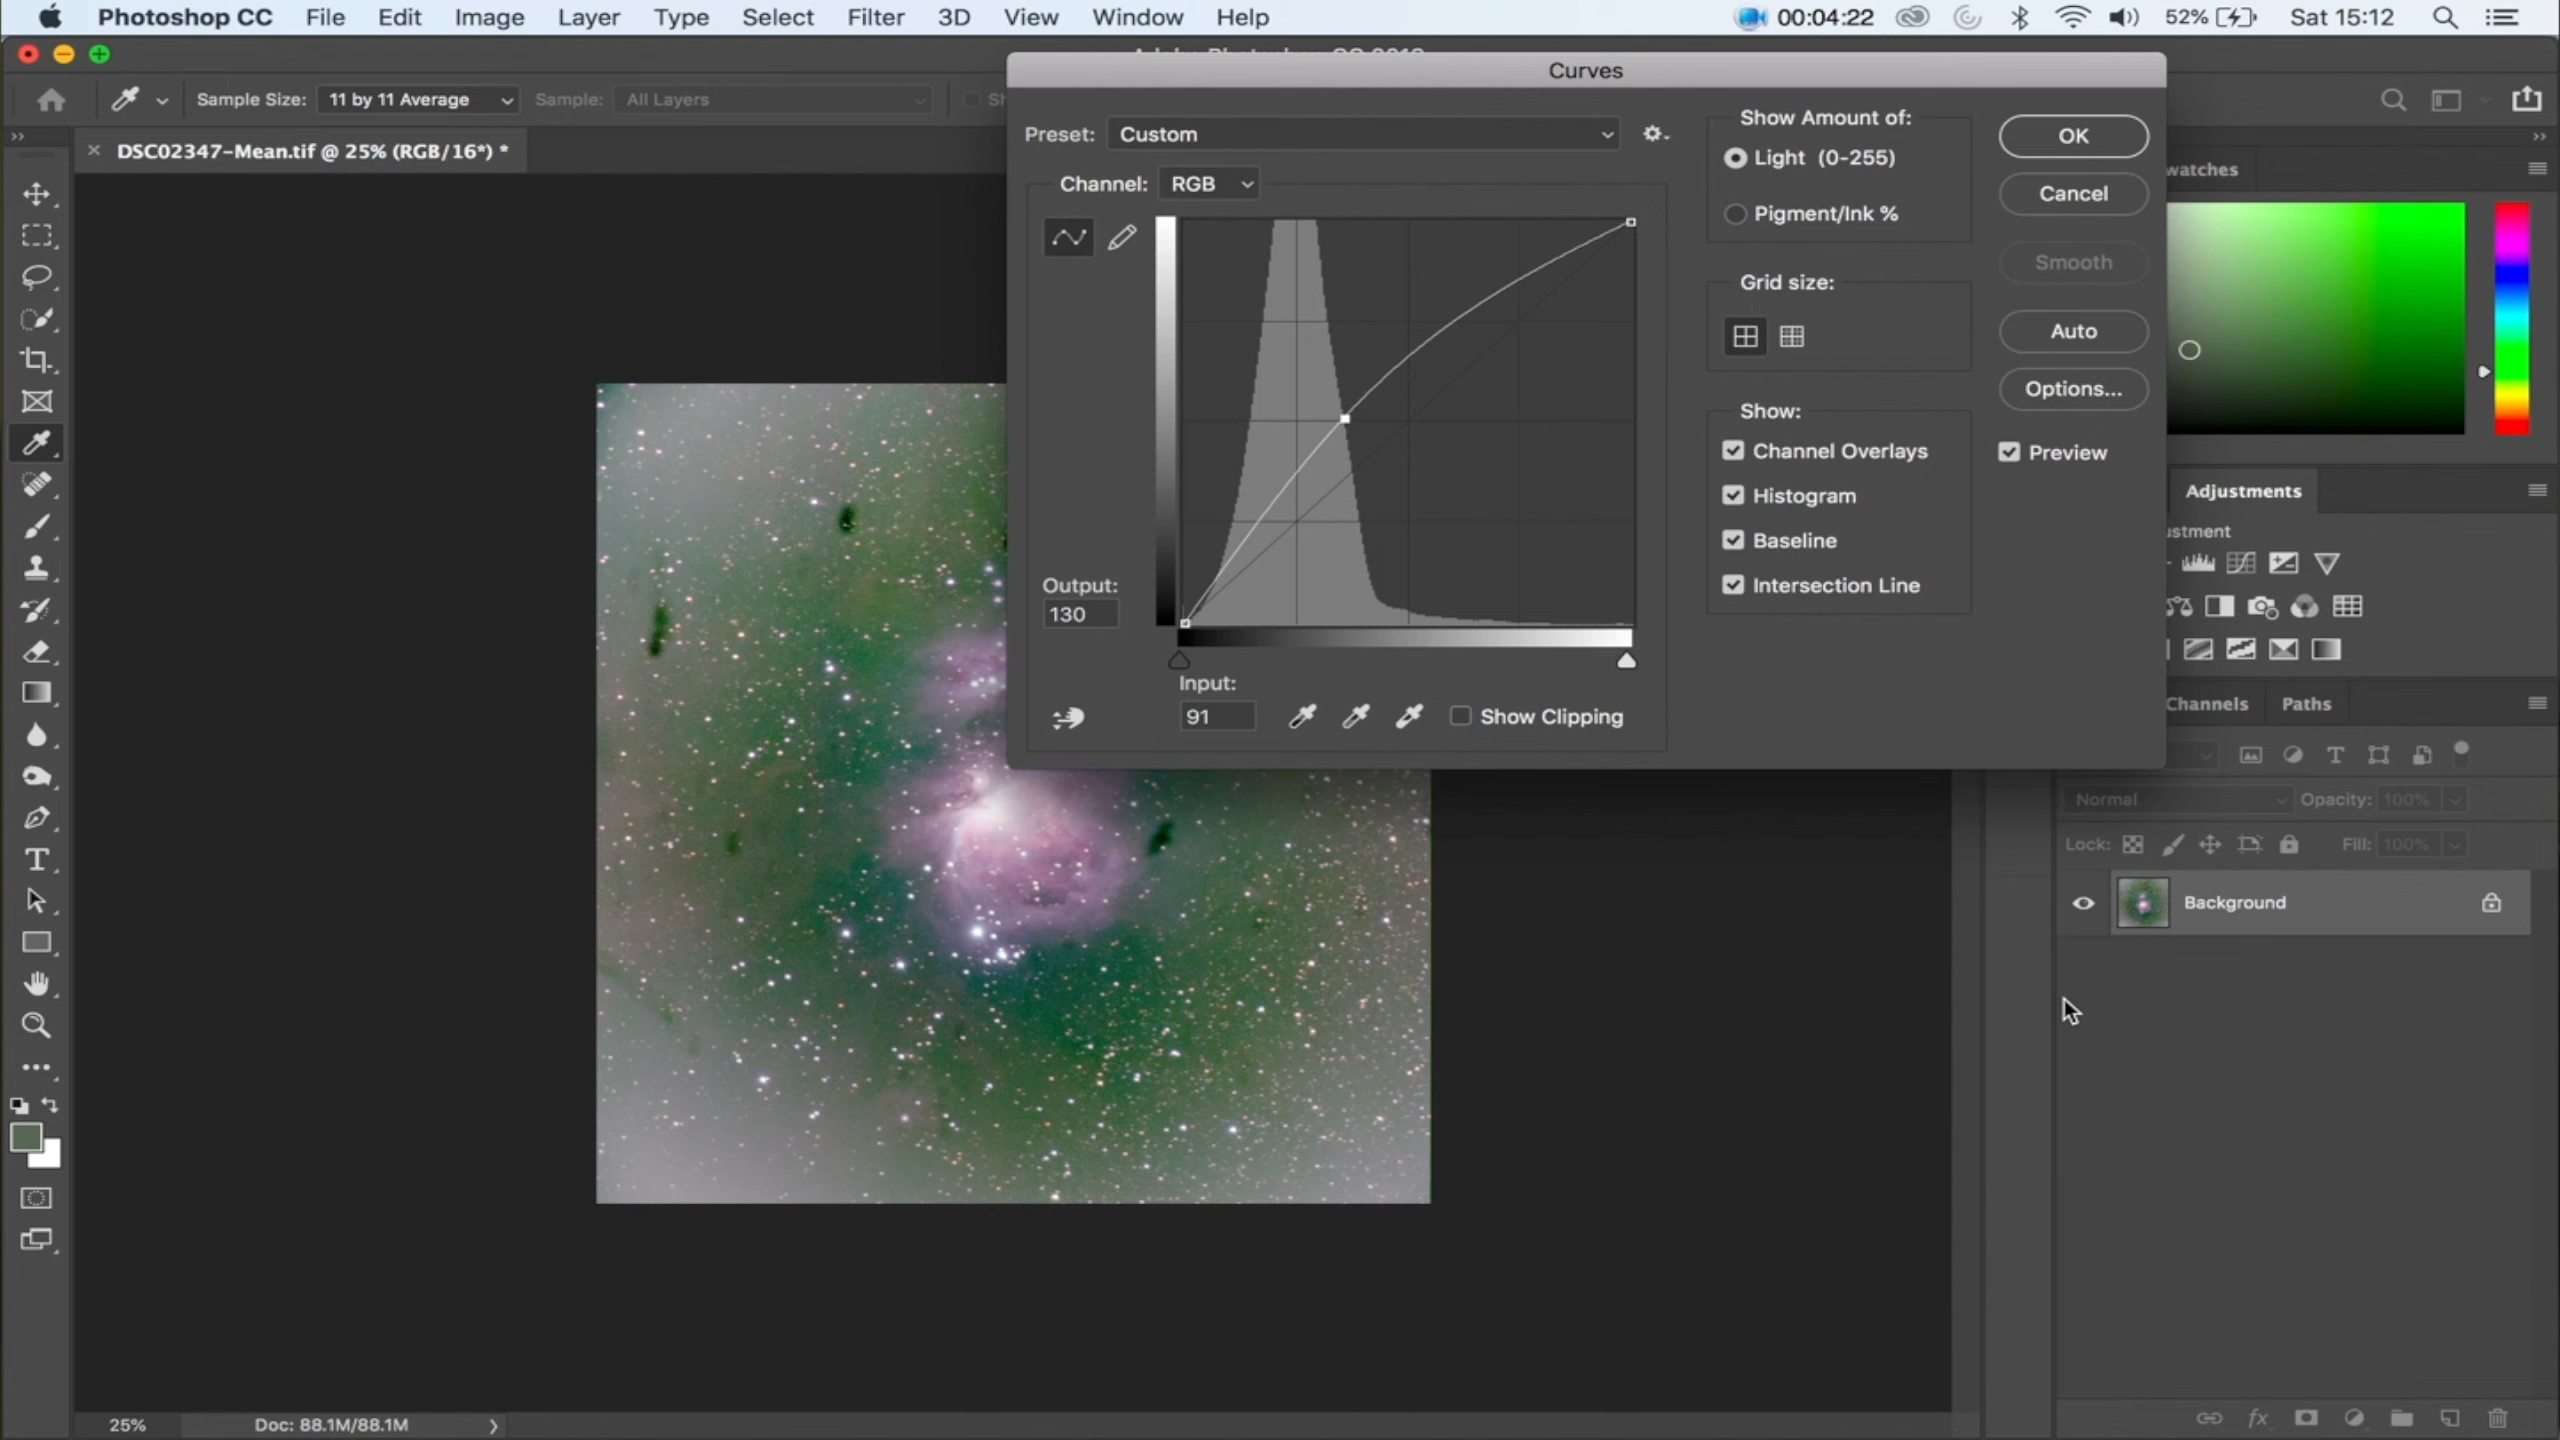 Photoshop CC File Edit Image Layer Type Select Filter 3D View Window Help 00:04:22 52% Sat 15:12
Sample Size: 11 by 11 Average Sample: All Layers
DSC02347-Mean.tif @ 25% (RGB/16*) *
Curves
Preset: Custom
Channel: RGB
Output:
130
Input:
91
Show Clipping
Show Amount of:
Light (0-255)
Pigment/Ink %
Grid size:
Show:
Channel Overlays
Histogram
Baseline
Intersection Line
OK
Cancel
Smooth
Auto
Options...
Preview
watches
Adjustments
ustment
Channels Paths
Normal Opacity: 100%
Lock: Fill: 100%
Background
fx
25% Doc: 88.1M/88.1M